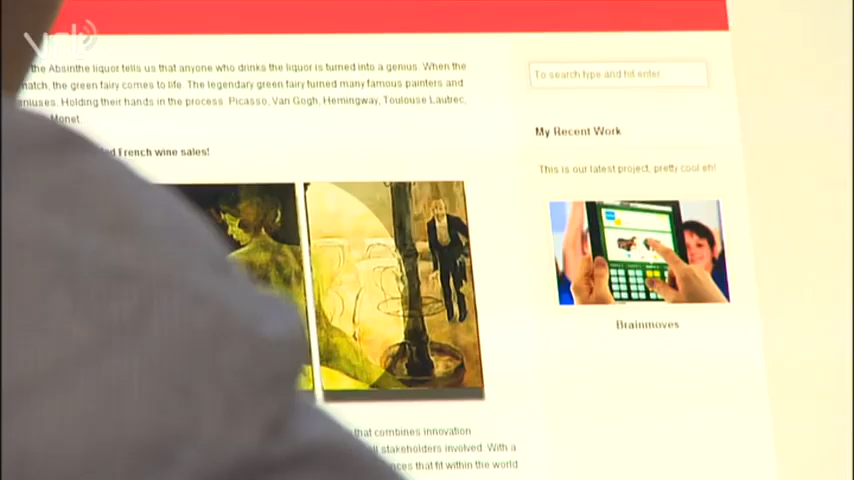 vrt
the Absinthe liquor tells us that anyone who drinks the liquor is turned into a genius. When the
match, the green fairy comes to life. The legendary green fairy turned many famous painters and
geniuses. Holding their hands in the process. Picasso, Van Gogh, Hemingway, Toulouse Lautrec,
Monet.
French wine sales!
that combines innovation
stakeholders involved. With a
that fit within the world
To search type and hit enter
My Recent Work
This is our latest project, pretty cool eh!
Brainmoves